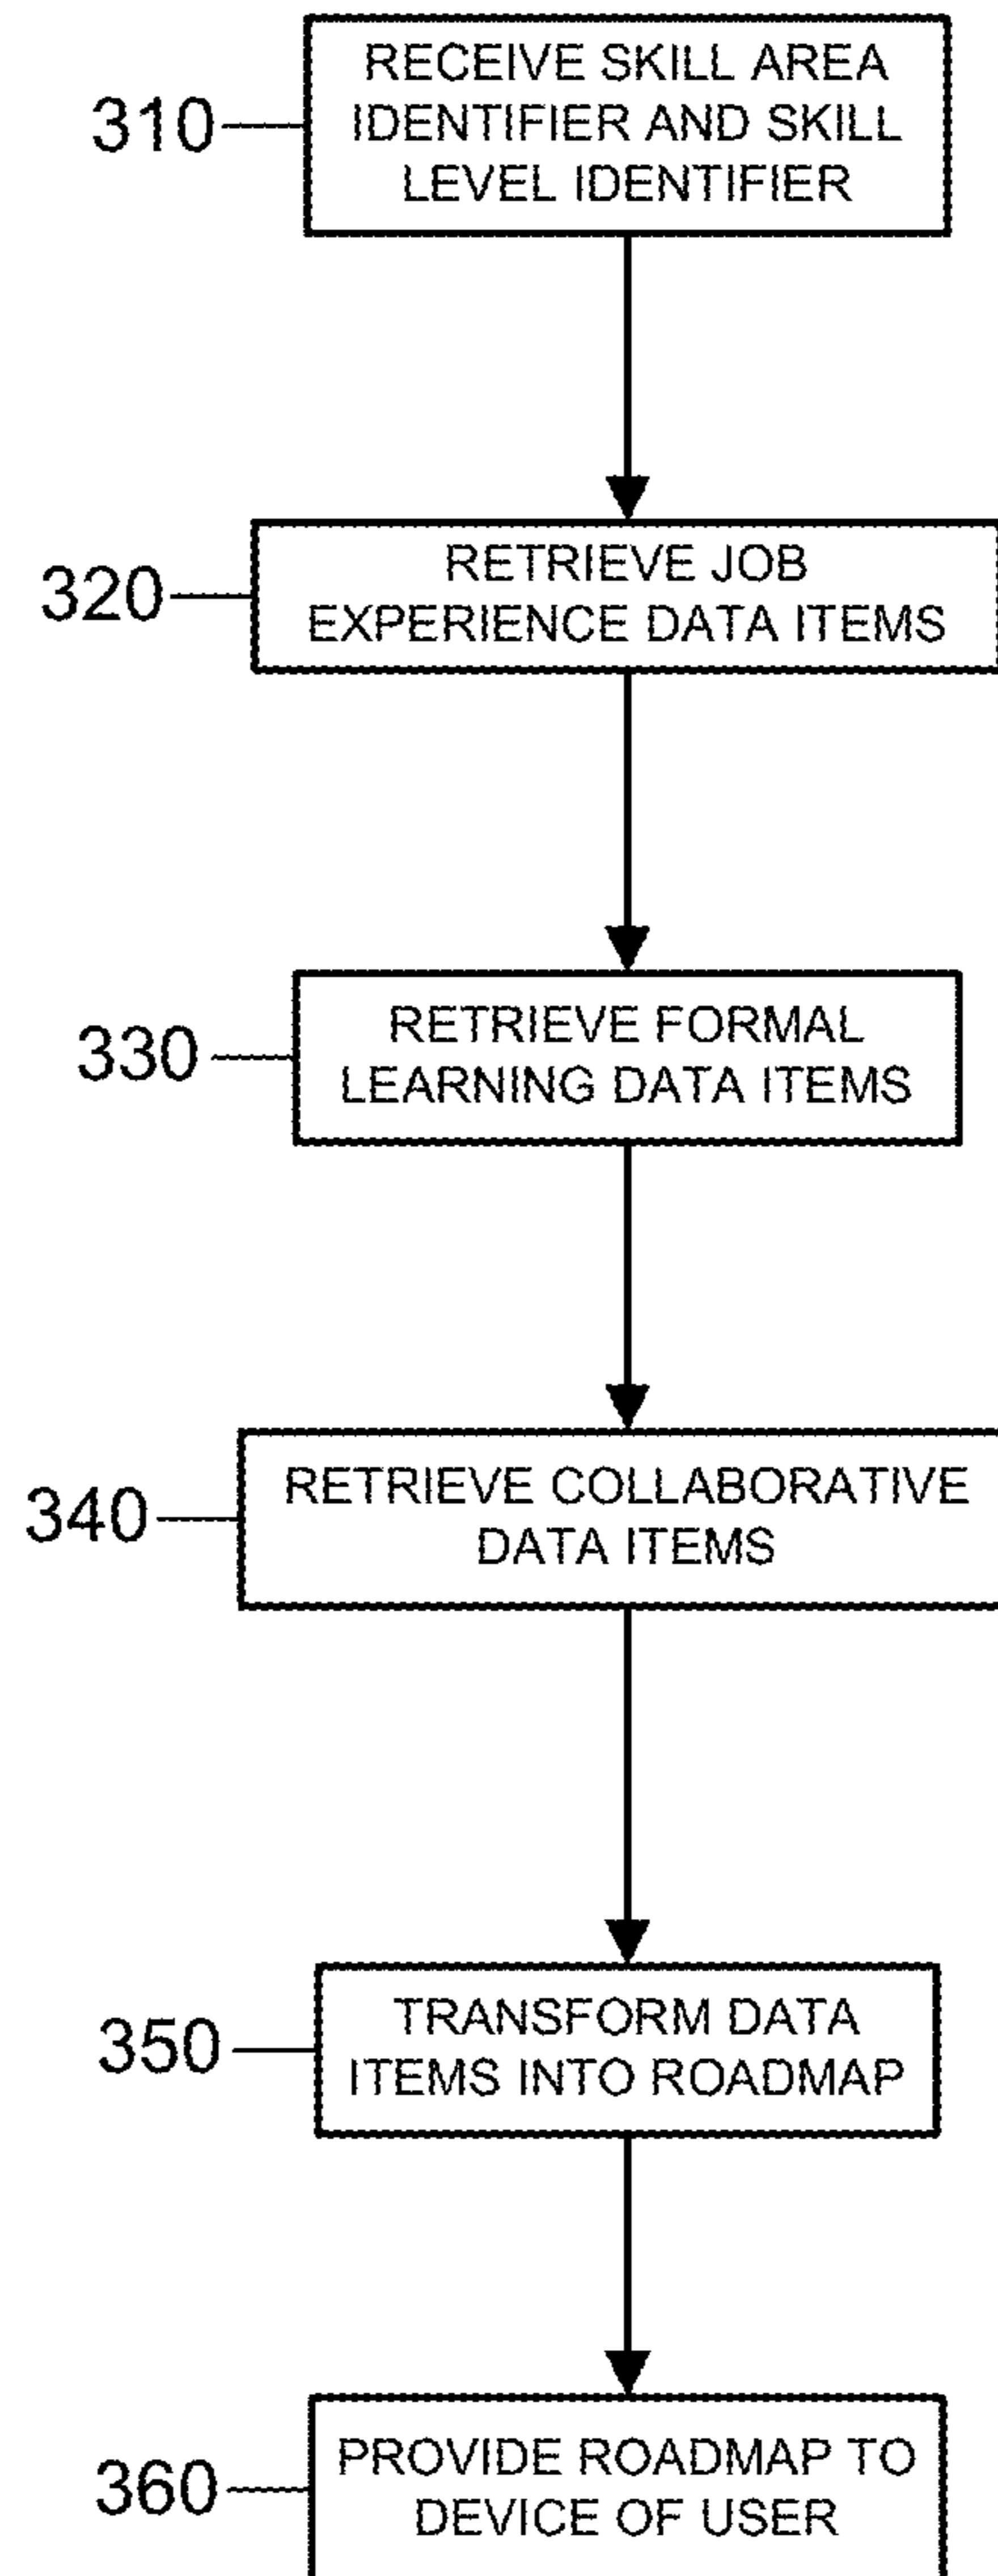 RECEIVE SKILL AREA
310 IDENTIFIER AND SKILL
LEVEL IDENTIFIER
RETRIEVE JOB
320 EXPERIENCE DATA ITEMS
RETRIEVE FORMAL
330 LEARNING DATA ITEMS
RETRIEVE COLLABORATIVE
340 DATA ITEMS
TRANSFORM DATA
350 ITEMS INTO ROADMAP
PROVIDE ROADMAP TO
360 DEVICE OF USER